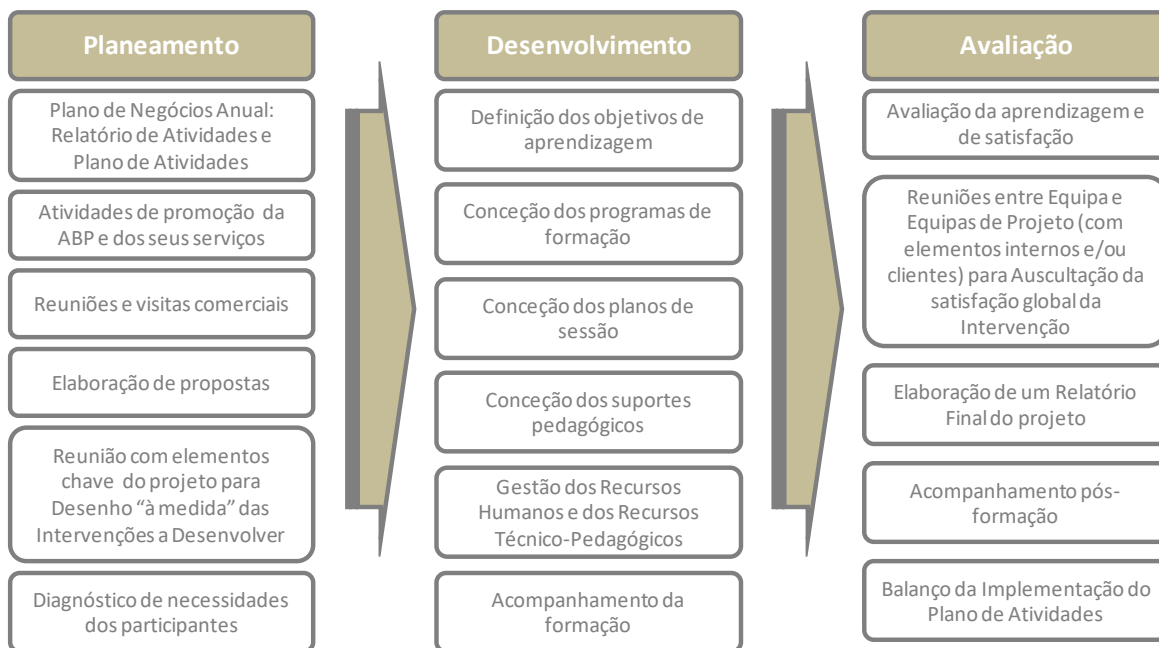 Planeamento
Plano de Negócios Anual:
Relatório de Atividades e
Plano de Atividades
Atividades de promoção da
ABP e dos seus serviços
Reuniões e visitas comerciais
Elaboração de propostas
Reunião com elementos
chave do projeto para
Desenho “à medida” das
Intervenções a Desenvolver
Diagnóstico de necessidades
dos participantes
Desenvolvimento
Definição dos objetivos de
aprendizagem
Conceção dos programas de
formação
Conceção dos planos de
sessão
Conceção dos suportes
pedagógicos
Gestão dos Recursos
Humanos e dos Recursos
Técnico-Pedagógicos
Acompanhamento da
formação
Avaliação
Avaliação da aprendizagem e
de satisfação
Reuniões entre Equipa e
Equipas de Projeto (com
elementos internos e/ou
clientes) para Auscultação da
satisfação global da
Intervenção
Elaboração de um Relatório
Final do projeto
Acompanhamento pós-
formação
Balanço da Implementação do
Plano de Atividades